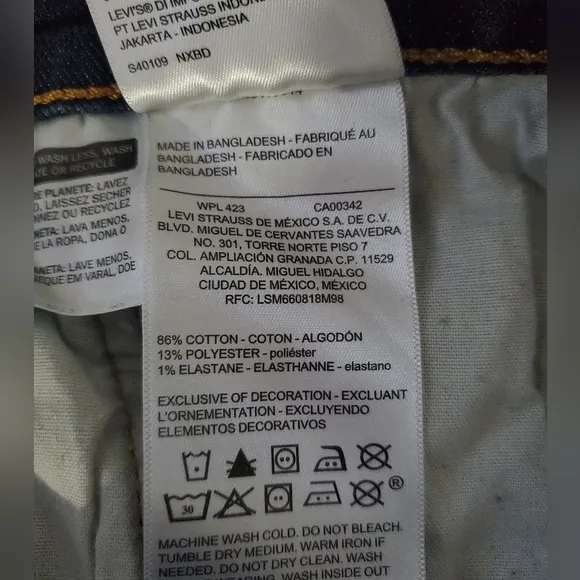 LEVI'S® DI IMP
PT LEVI STRAUSS INDON
JAKARTA - INDONESIA
S40109 NXBD
MADE IN BANGLADESH - FABRIQUÉ AU
BANGLADESH - FABRICADO EN
BANGLADESH
WPL 423 CA00342
LEVI STRAUSS DE MÉXICO S.A. DE C.V.
BLVD. MIGUEL DE CERVANTES SAAVEDRA
NO. 301, TORRE NORTE PISO 7
COL. AMPLIACIÓN GRANADA C.P. 11529
ALCALDÍA. MIGUEL HIDALGO
CIUDAD DE MÉXICO, MÉXICO
RFC: LSM660818M98
86% COTTON - COTON - ALGODÓN
13% POLYESTER - poliéster
1% ELASTANE - ELASTHANNE - elastano
EXCLUSIVE OF DECORATION - EXCLUANT
L'ORNEMENTATION - EXCLUYENDO
ELEMENTOS DECORATIVOS
30 ®
MACHINE WASH COLD. DO NOT BLEACH.
TUMBLE DRY MEDIUM. WARM IRON IF
NEEDED. DO NOT DRY CLEAN.
WASH INSIDE OUT
WASH LESS, WASH
OR RECYCLE
PLANETE: LAVEZ
LAISSEZ SECHER
OU RECYCLEZ
LAVA MENOS,
LA ROPA, DONA O
LAVE MENOS,
EM VARAL, DOE